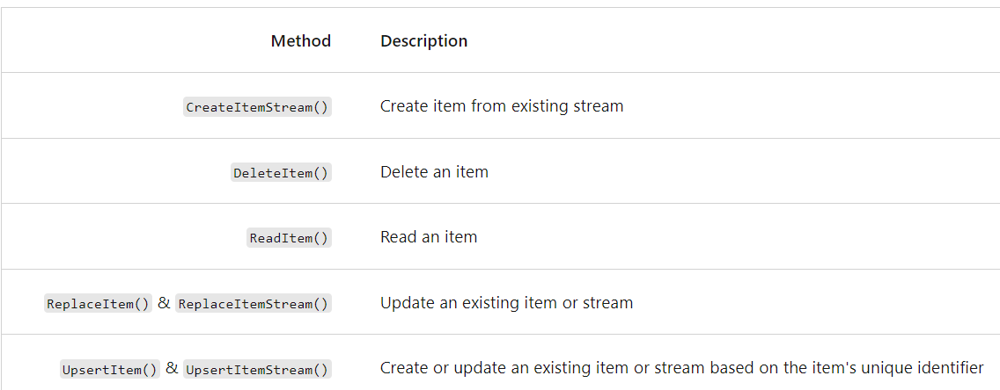 Method Description
CreateItemStream() Create item from existing stream
DeleteItem() Delete an item
ReadItem() Read an item
ReplaceItem() & ReplaceItemStream() Update an existing item or stream
UpsertItem() & UpsertItemStream() Create or update an existing item or stream based on the item's unique identifier